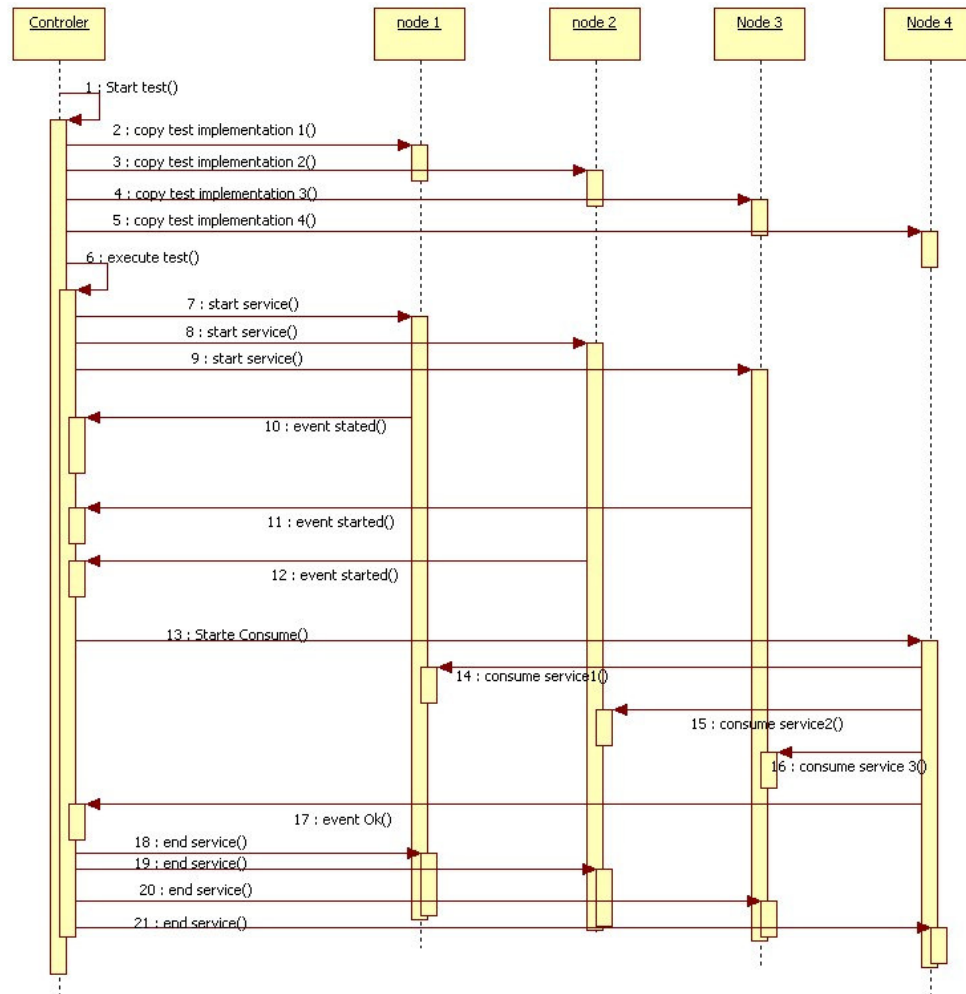 Controler
node 1
node 2
Node 3
Node 4
1 : Start test()
2 : copy test implementation 1()
3 : copy test implementation 2()
4 : copy test implementation 3()
5 : copy test implementation 4()
6 : execute test()
7 : start service()
8 : start service()
9 : start service()
10 : event stated()
11 : event started()
12 : event started()
13 : Starte Consume()
14 : consume service1()
15 : consume service2()
16 : consume service 3()
17 : event Ok()
18 : end service()
19 : end service()
20 : end service()
21 : end service()